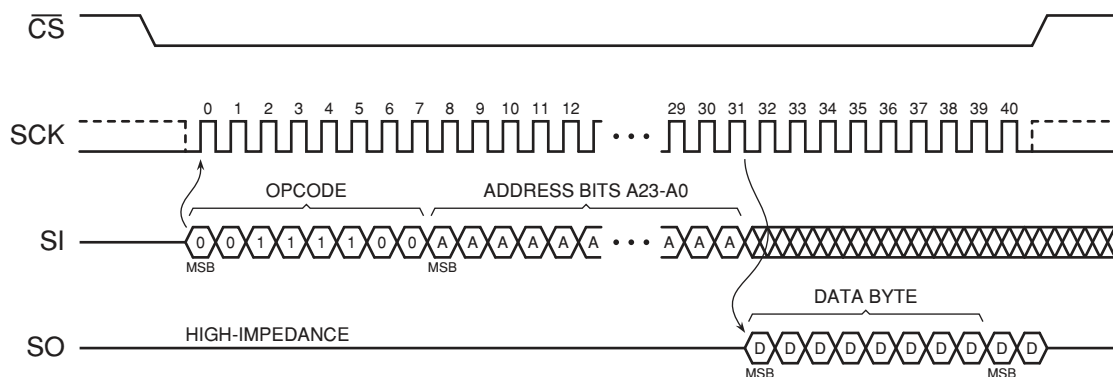 CS
0 1 2 3 4 5 6 7 8 9 10 11 12 29 30 31 32 33 34 35 36 37 38 39 40
SCK
OPCODE ADDRESS BITS A23-A0
SI 0 0 1 1 1 1 0 0 A A A A A A A A A
MSB MSB
DATA BYTE
HIGH-IMPEDANCE
SO D D D D D D D D D D
MSB MSB